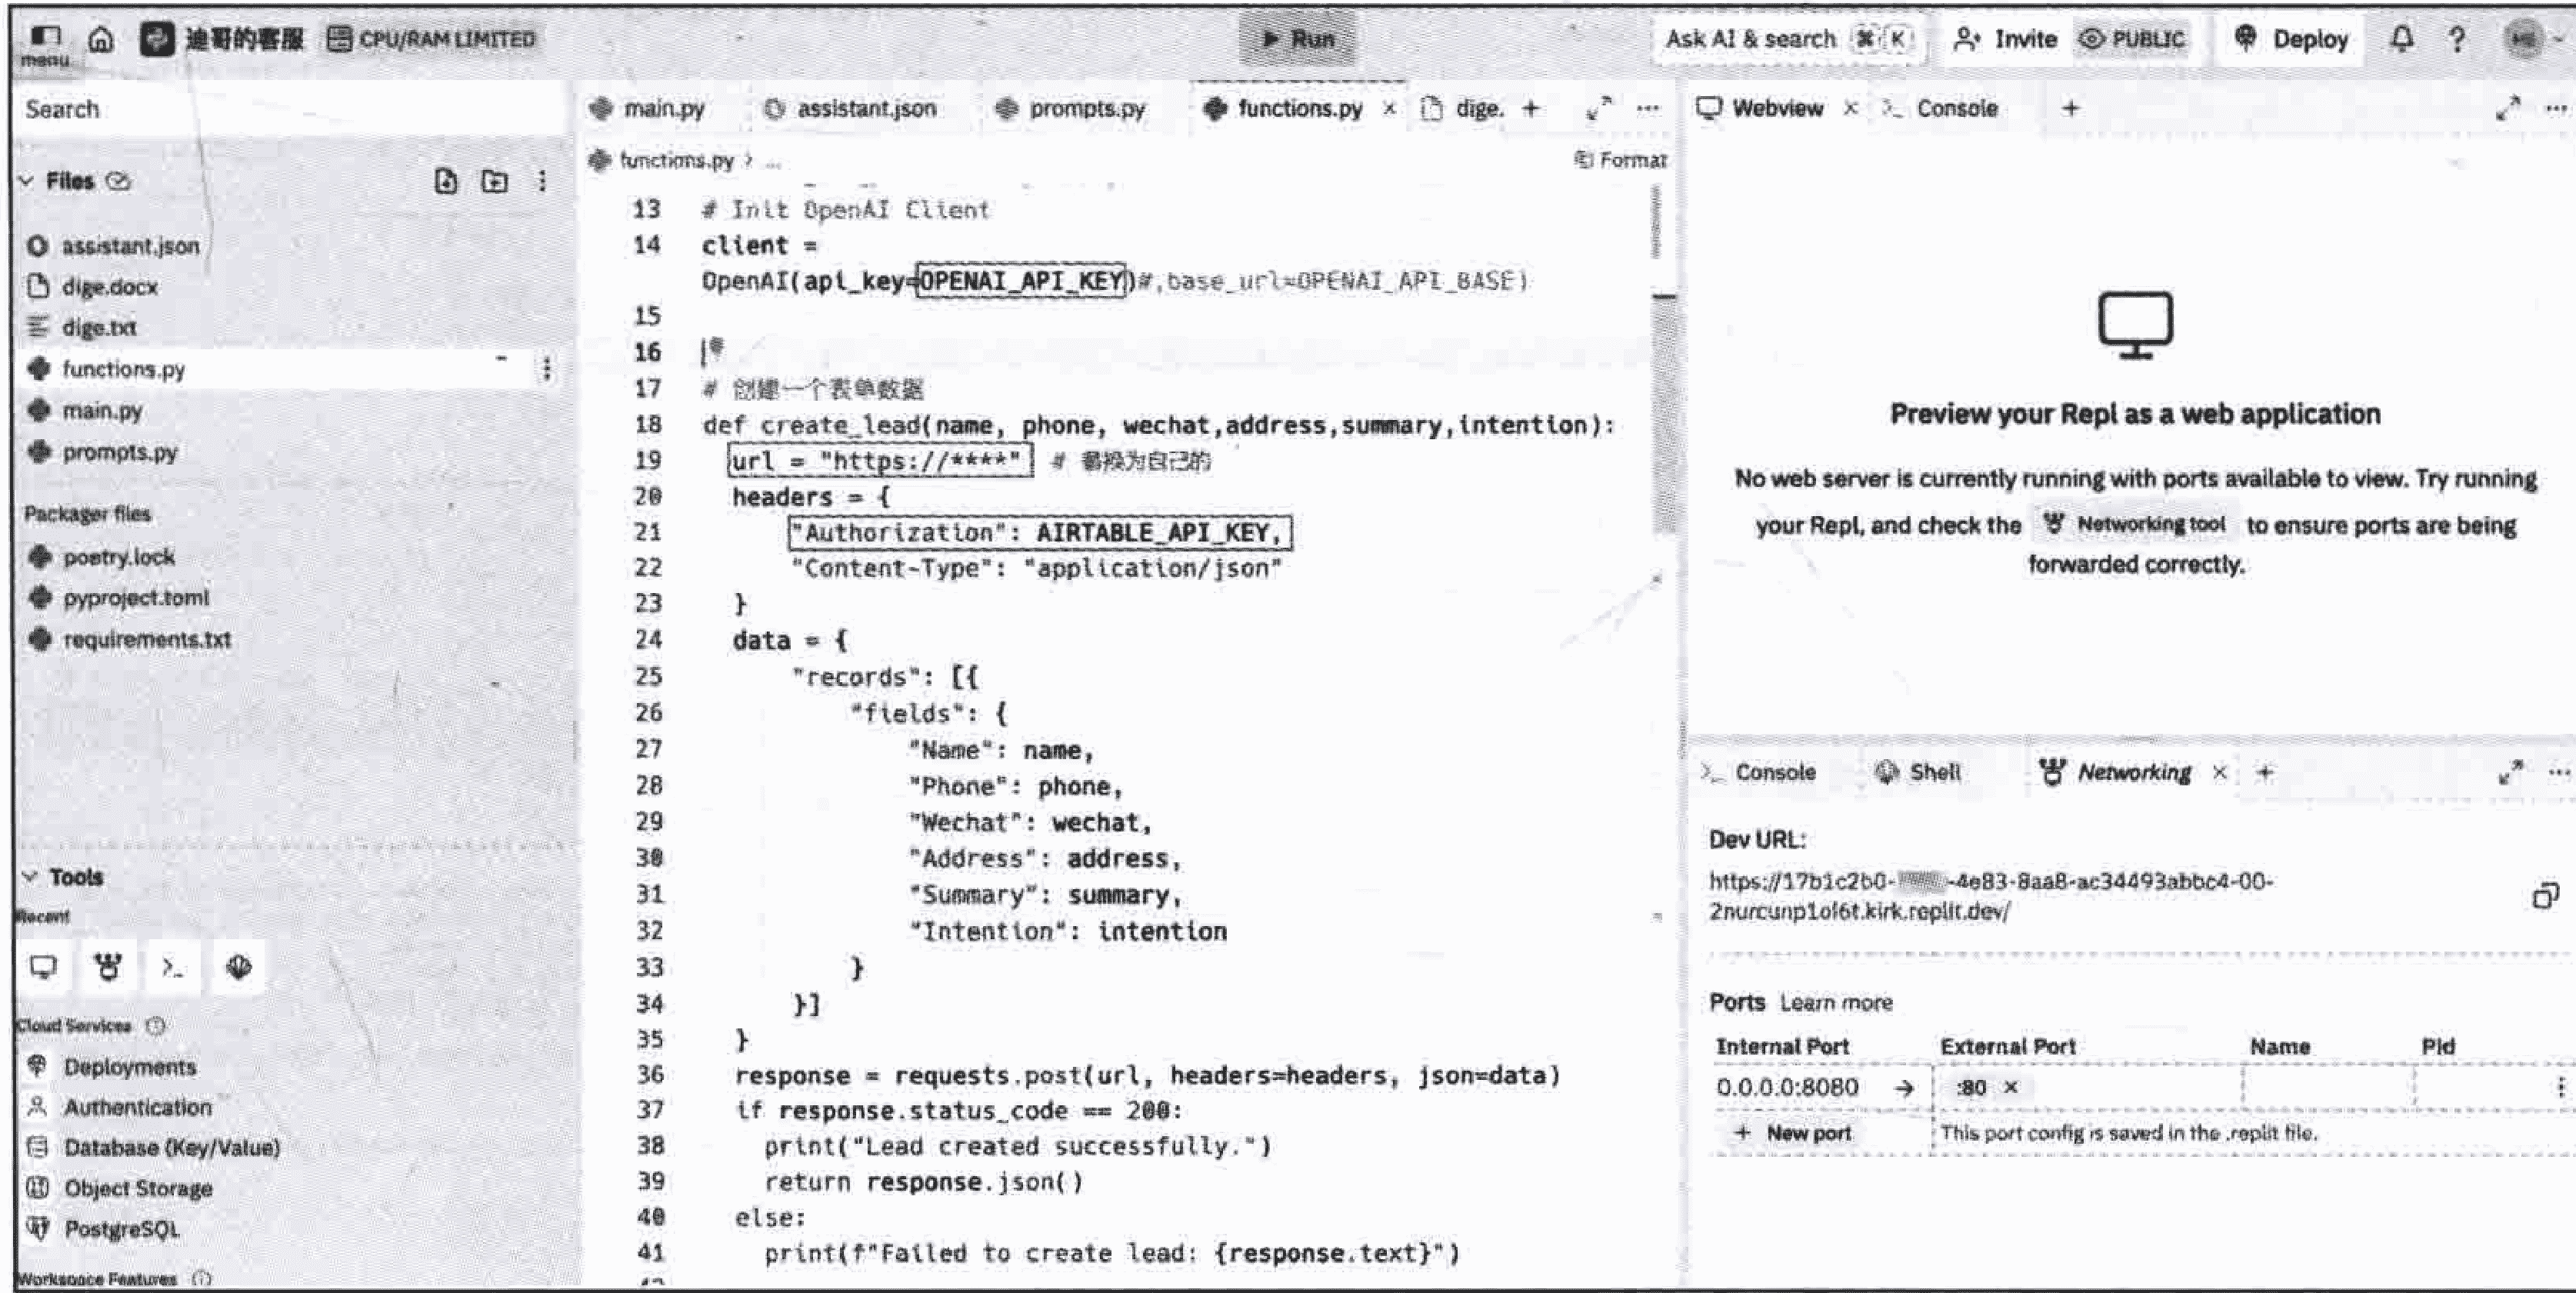 menu
迪哥的客服
CPU/RAM LIMITED
Run
Ask AI & search ⌘ K
Invite
PUBLIC
Deploy
?
Search
Files
assistant.json
dige.docx
dige.txt
functions.py
main.py
prompts.py
Packager files
poetry.lock
pyproject.toml
requirements.txt
Tools
Recent
Cloud Services
Deployments
Authentication
Database (Key/Value)
Object Storage
PostgreSQL
Workspace Features
main.py
assistant.json
prompts.py
functions.py ×
dige. +
functions.py > ...
Format
13 # Init OpenAI Client
14 client =
OpenAI(api_key=OPENAI_API_KEY)#,base_url=OPENAI_API_BASE)
15
16
17 # 创建一个表单数据
18 def create_lead(name, phone, wechat,address,summary,intention):
19 url = "https://****" # 替换为自己的
20 headers = {
21 "Authorization": AIRTABLE_API_KEY,
22 "Content-Type": "application/json"
23 }
24 data = {
25 "records": [{
26 "fields": {
27 "Name": name,
28 "Phone": phone,
29 "Wechat": wechat,
30 "Address": address,
31 "Summary": summary,
32 "Intention": intention
33 }
34 }]
35 }
36 response = requests.post(url, headers=headers, json=data)
37 if response.status_code == 200:
38 print("Lead created successfully.")
39 return response.json()
40 else:
41 print(f"Failed to create lead: {response.text}")
Webview ×
Console
+
Preview your Repl as a web application
No web server is currently running with ports available to view. Try running
your Repl, and check the Networking tool to ensure ports are being
forwarded correctly.
Console
Shell
Networking × +
Dev URL:
https://17b1c2b0- -4e83-8aa8-ac34493abbc4-00-
2nurcunp1of6t.kirk.replit.dev/
Ports Learn more
Internal Port External Port Name Pid
0.0.0.0:8080 → :80 ×
+ New port This port config is saved in the .replit file.